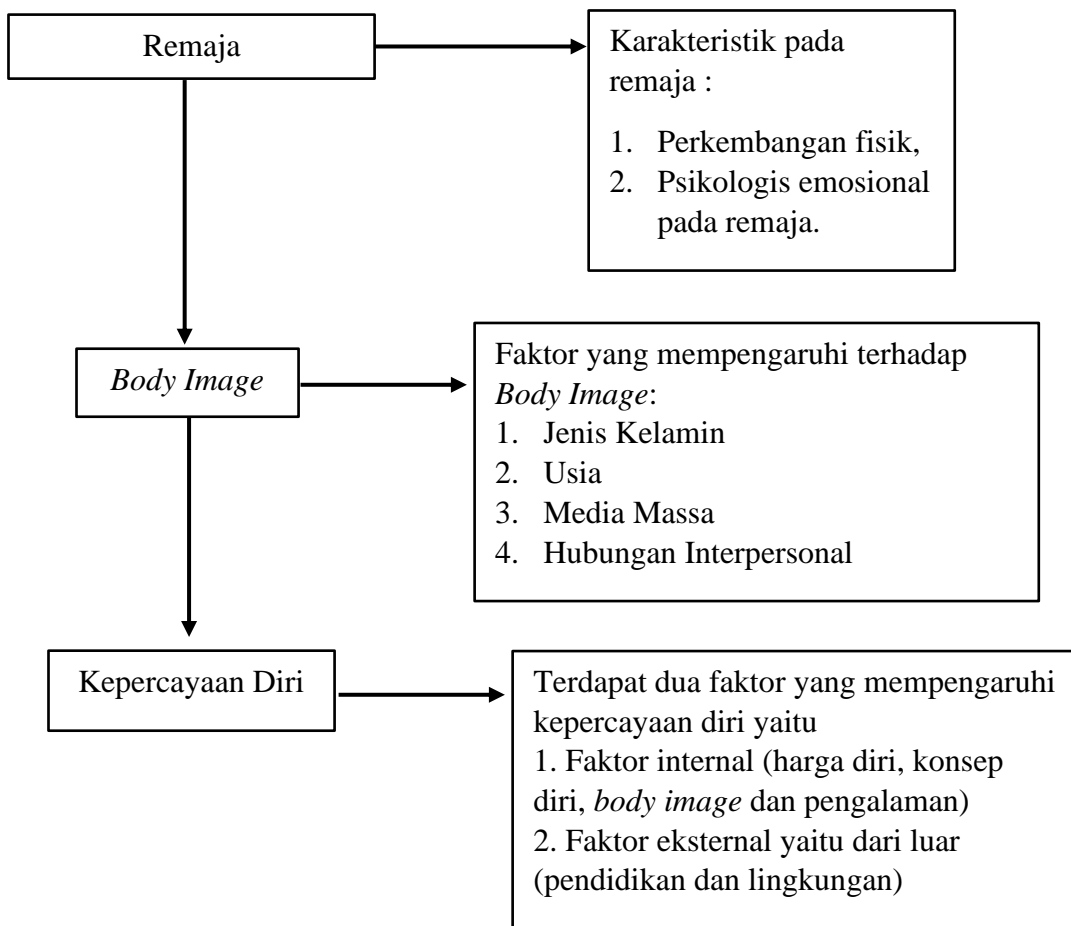 Remaja
Karakteristik pada
remaja :
1. Perkembangan fisik,
2. Psikologis emosional
pada remaja.
Body Image
Faktor yang mempengaruhi terhadap
Body Image:
1. Jenis Kelamin
2. Usia
3. Media Massa
4. Hubungan Interpersonal
Kepercayaan Diri
Terdapat dua faktor yang mempengaruhi
kepercayaan diri yaitu
1. Faktor internal (harga diri, konsep
diri, body image dan pengalaman)
2. Faktor eksternal yaitu dari luar
(pendidikan dan lingkungan)